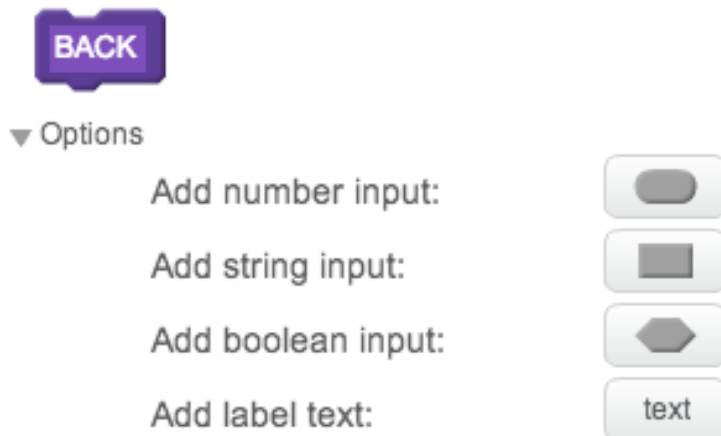 BACK
Options
Add number input:
Add string input:
Add boolean input:
Add label text: text